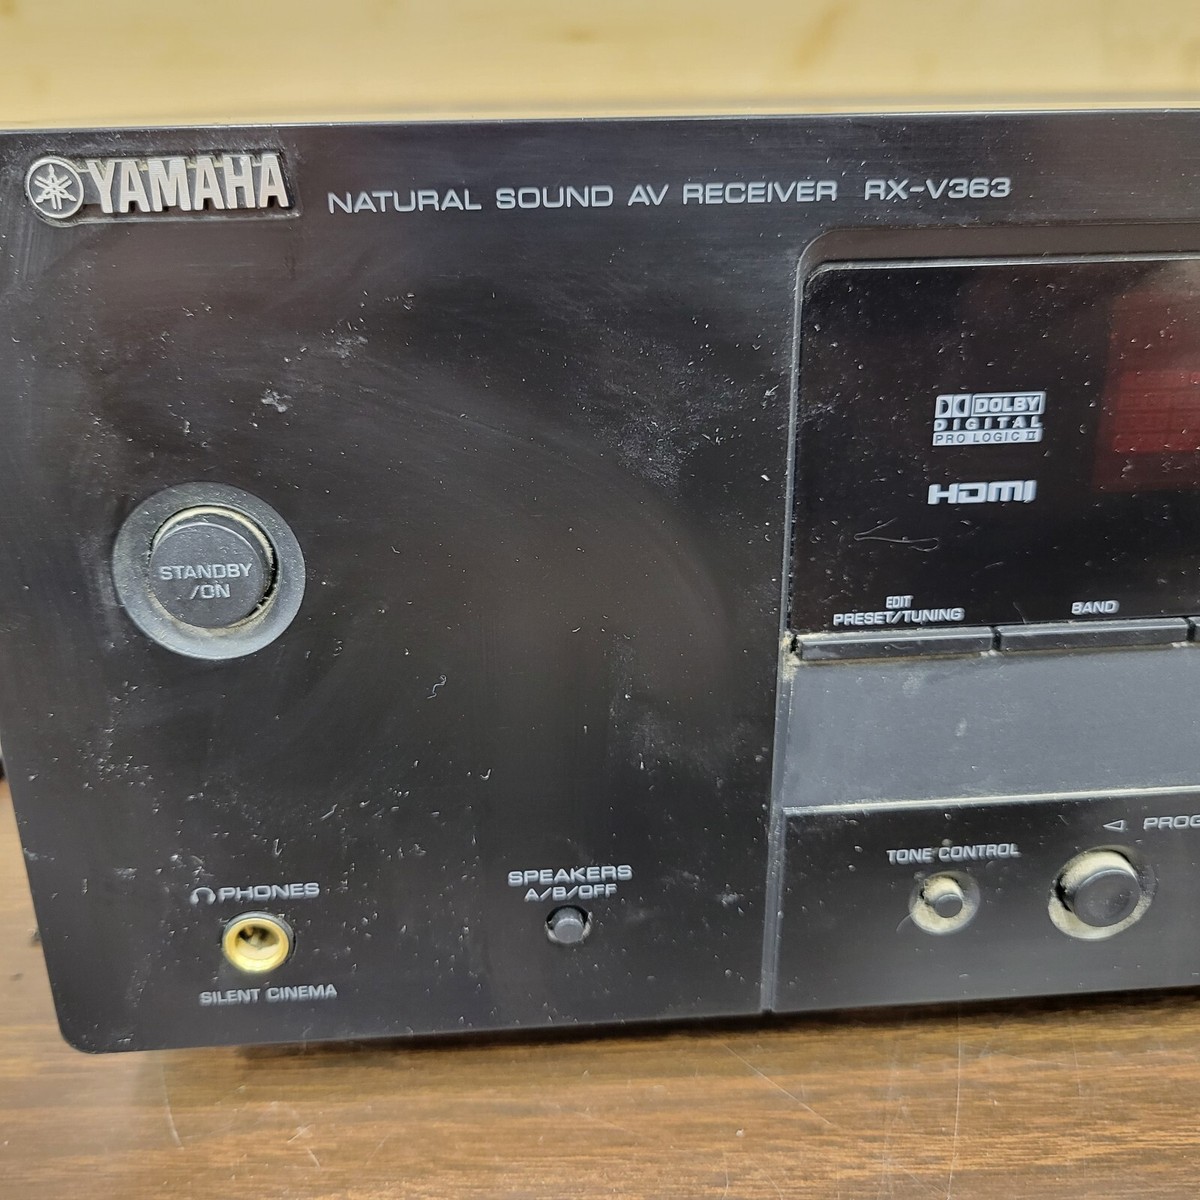 YAMAHA NATURAL SOUND AV RECEIVER RX-V363
DOLBY
DIGITAL
PRO LOGIC II
HDMI
STANDBY
/ON
EDIT
PRESET/TUNING
BAND
PROG
TONE CONTROL
SPEAKERS
A/B/OFF
PHONES
SILENT CINEMA